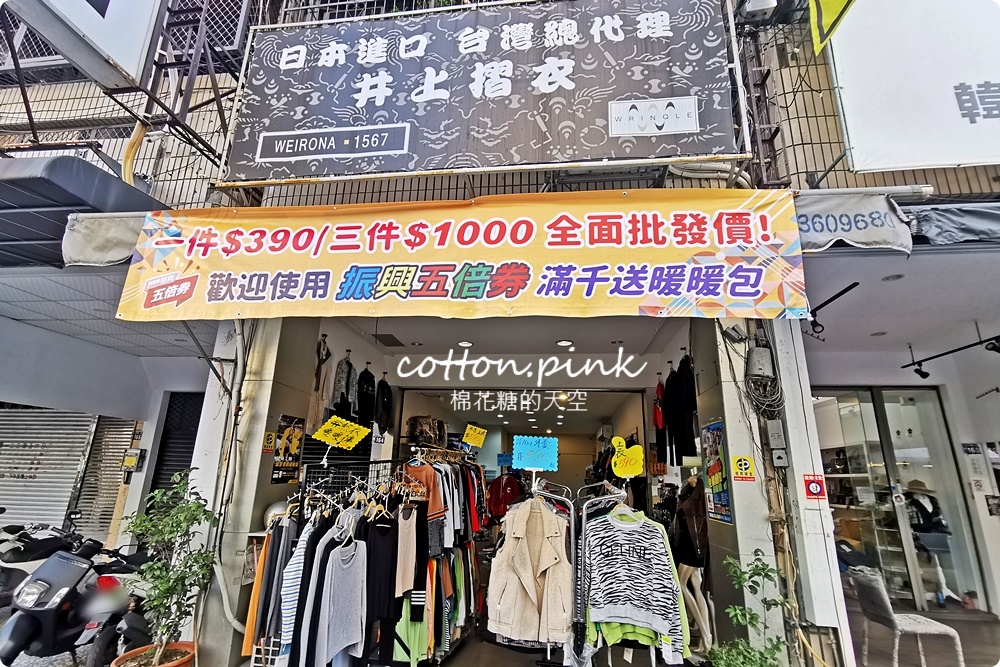 日本進口 台灣總代理
井上摺衣
WEIRONA 1567
WRINQLE
韓
一件$390/三件$1000 全面批發價!
3609680
五倍券
歡迎使用 振興五倍券 滿千送暖暖包
cotton.pink
棉花糖的天空